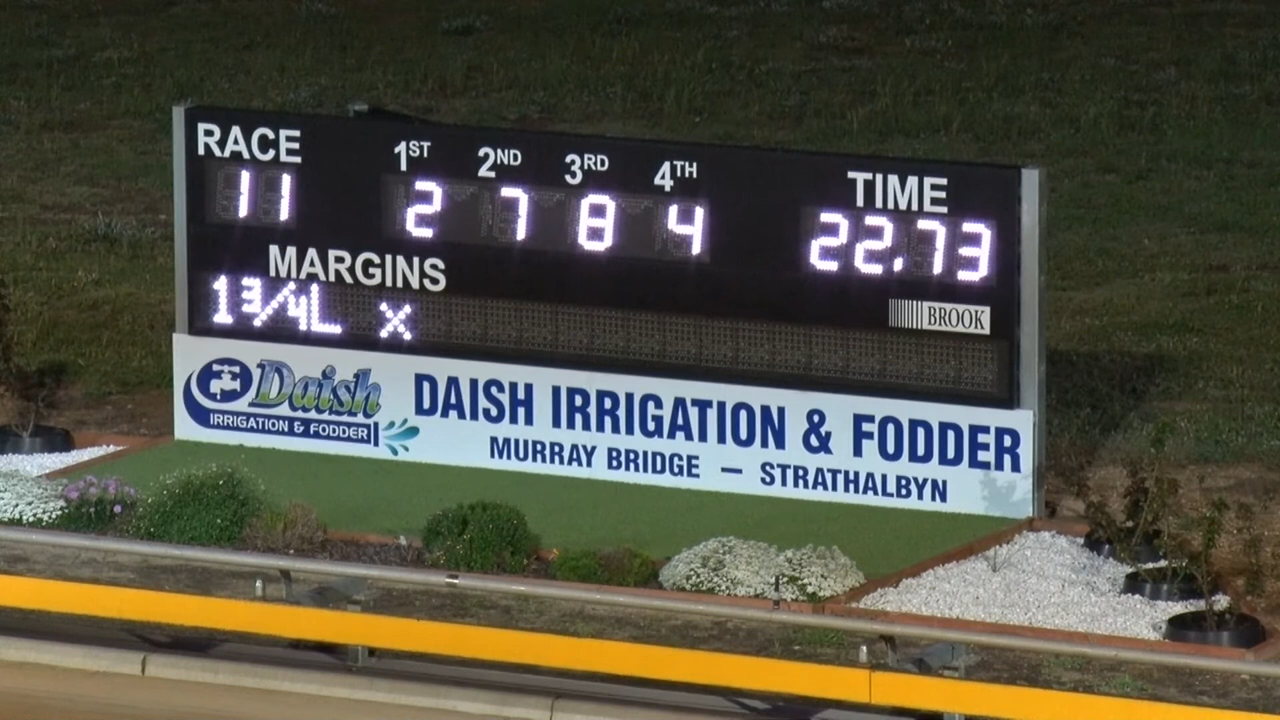 RACE 1ST 2ND 3RD 4TH TIME
11 2 7 8 4 22.73
MARGINS
1¾L X
BROOK
Daish
IRRIGATION & FODDER
DAISH IRRIGATION & FODDER
MURRAY BRIDGE – STRATHALBYN